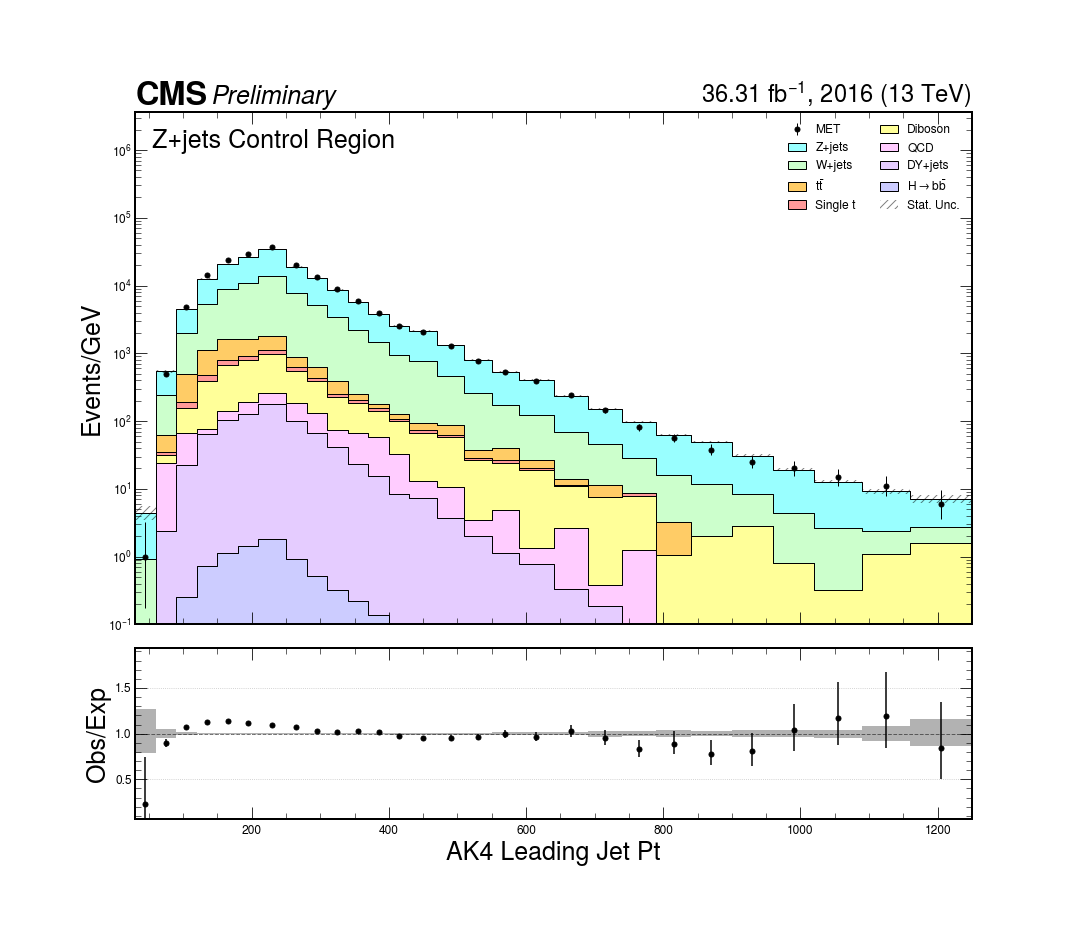 CMS Preliminary
36.31 fb⁻¹, 2016 (13 TeV)
Z+jets Control Region
MET
Z+jets
W+jets
tt̄
Single t
Diboson
QCD
DY+jets
H→bb̄
Stat. Unc.
Events/GeV
10⁶
10⁵
10⁴
10³
10²
10¹
10⁰
10⁻¹
Obs/Exp
1.5
1.0
0.5
200 400 600 800 1000 1200
AK4 Leading Jet Pt